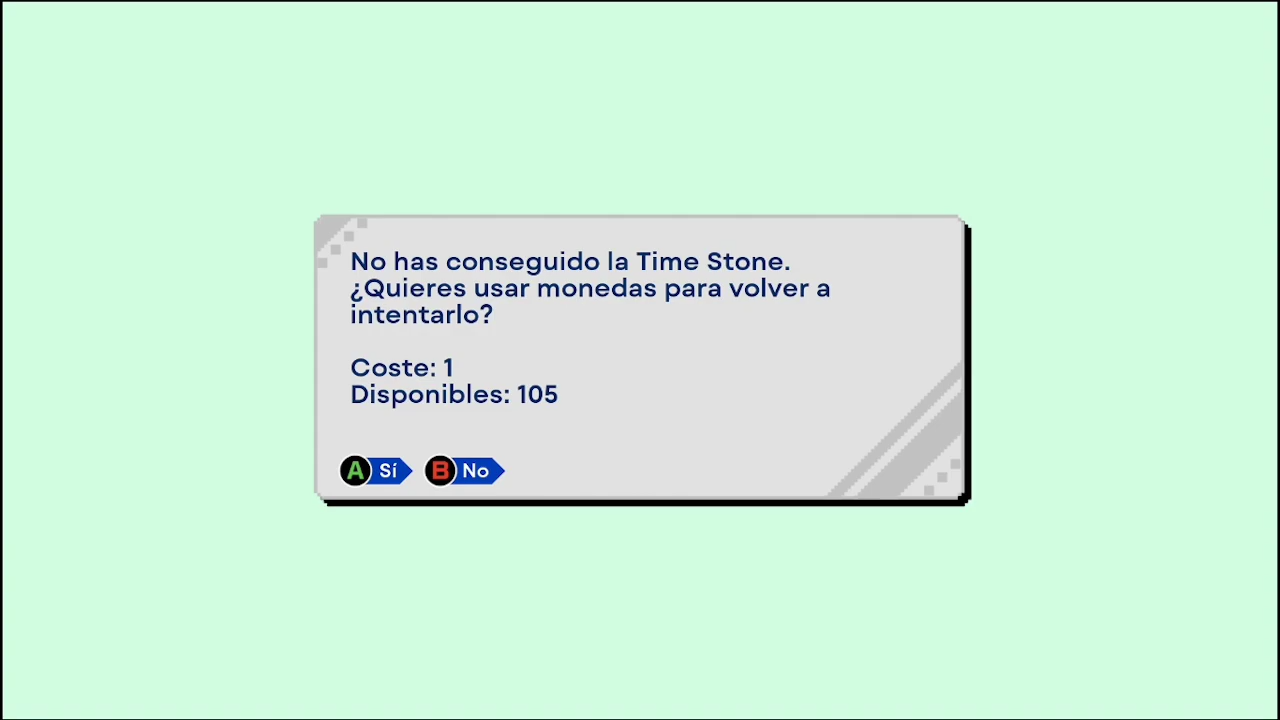 No has conseguido la Time Stone.
¿Quieres usar monedas para volver a
intentarlo?
Coste: 1
Disponibles: 105
A Sí B No